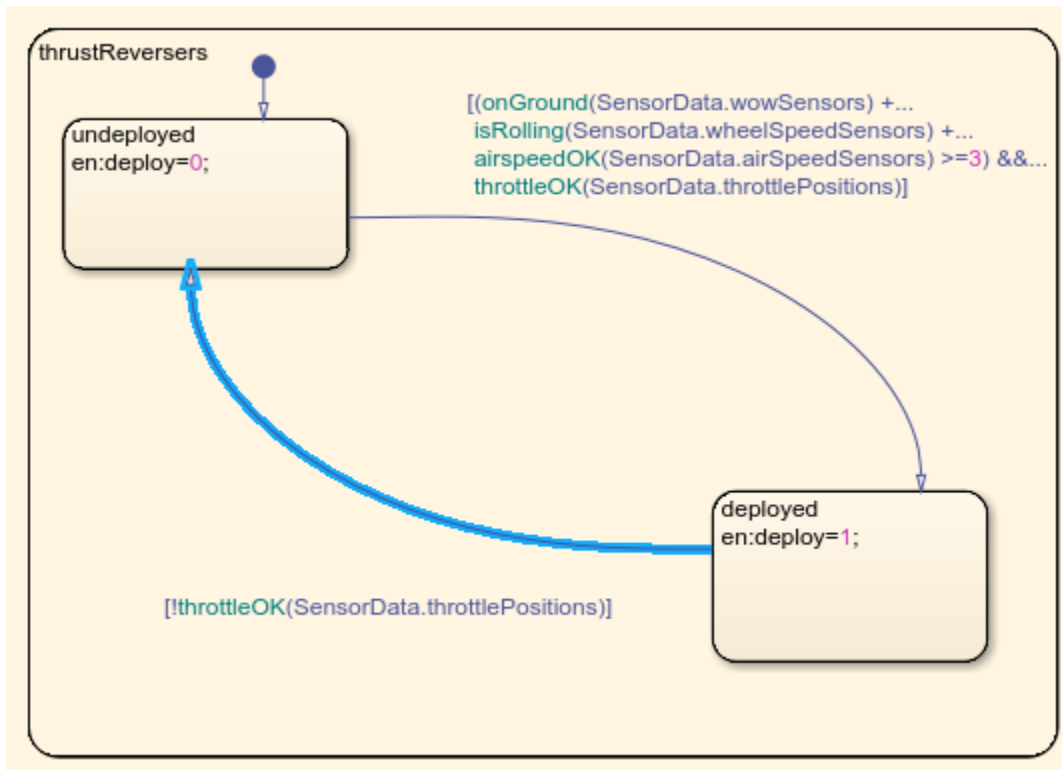 thrustReversers
undeployed
en:deploy=0;
[(onGround(SensorData.wowSensors) +...
isRolling(SensorData.wheelSpeedSensors) +...
airspeedOK(SensorData.airSpeedSensors) >=3) &&...
throttleOK(SensorData.throttlePositions)]
deployed
en:deploy=1;
[!throttleOK(SensorData.throttlePositions)]